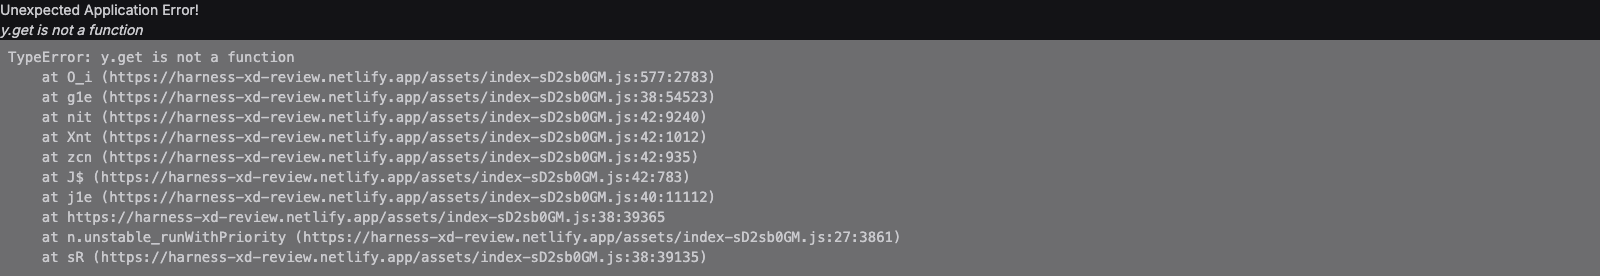 Unexpected Application Error!
y.get is not a function
TypeError: y.get is not a function
at O_i (https://harness-xd-review.netlify.app/assets/index-sD2sb0GM.js:577:2783)
at g1e (https://harness-xd-review.netlify.app/assets/index-sD2sb0GM.js:38:54523)
at nit (https://harness-xd-review.netlify.app/assets/index-sD2sb0GM.js:42:9240)
at Xnt (https://harness-xd-review.netlify.app/assets/index-sD2sb0GM.js:42:1012)
at zcn (https://harness-xd-review.netlify.app/assets/index-sD2sb0GM.js:42:935)
at J$ (https://harness-xd-review.netlify.app/assets/index-sD2sb0GM.js:42:783)
at j1e (https://harness-xd-review.netlify.app/assets/index-sD2sb0GM.js:40:11112)
at https://harness-xd-review.netlify.app/assets/index-sD2sb0GM.js:38:39365
at n.unstable_runWithPriority (https://harness-xd-review.netlify.app/assets/index-sD2sb0GM.js:27:3861)
at sR (https://harness-xd-review.netlify.app/assets/index-sD2sb0GM.js:38:39135)